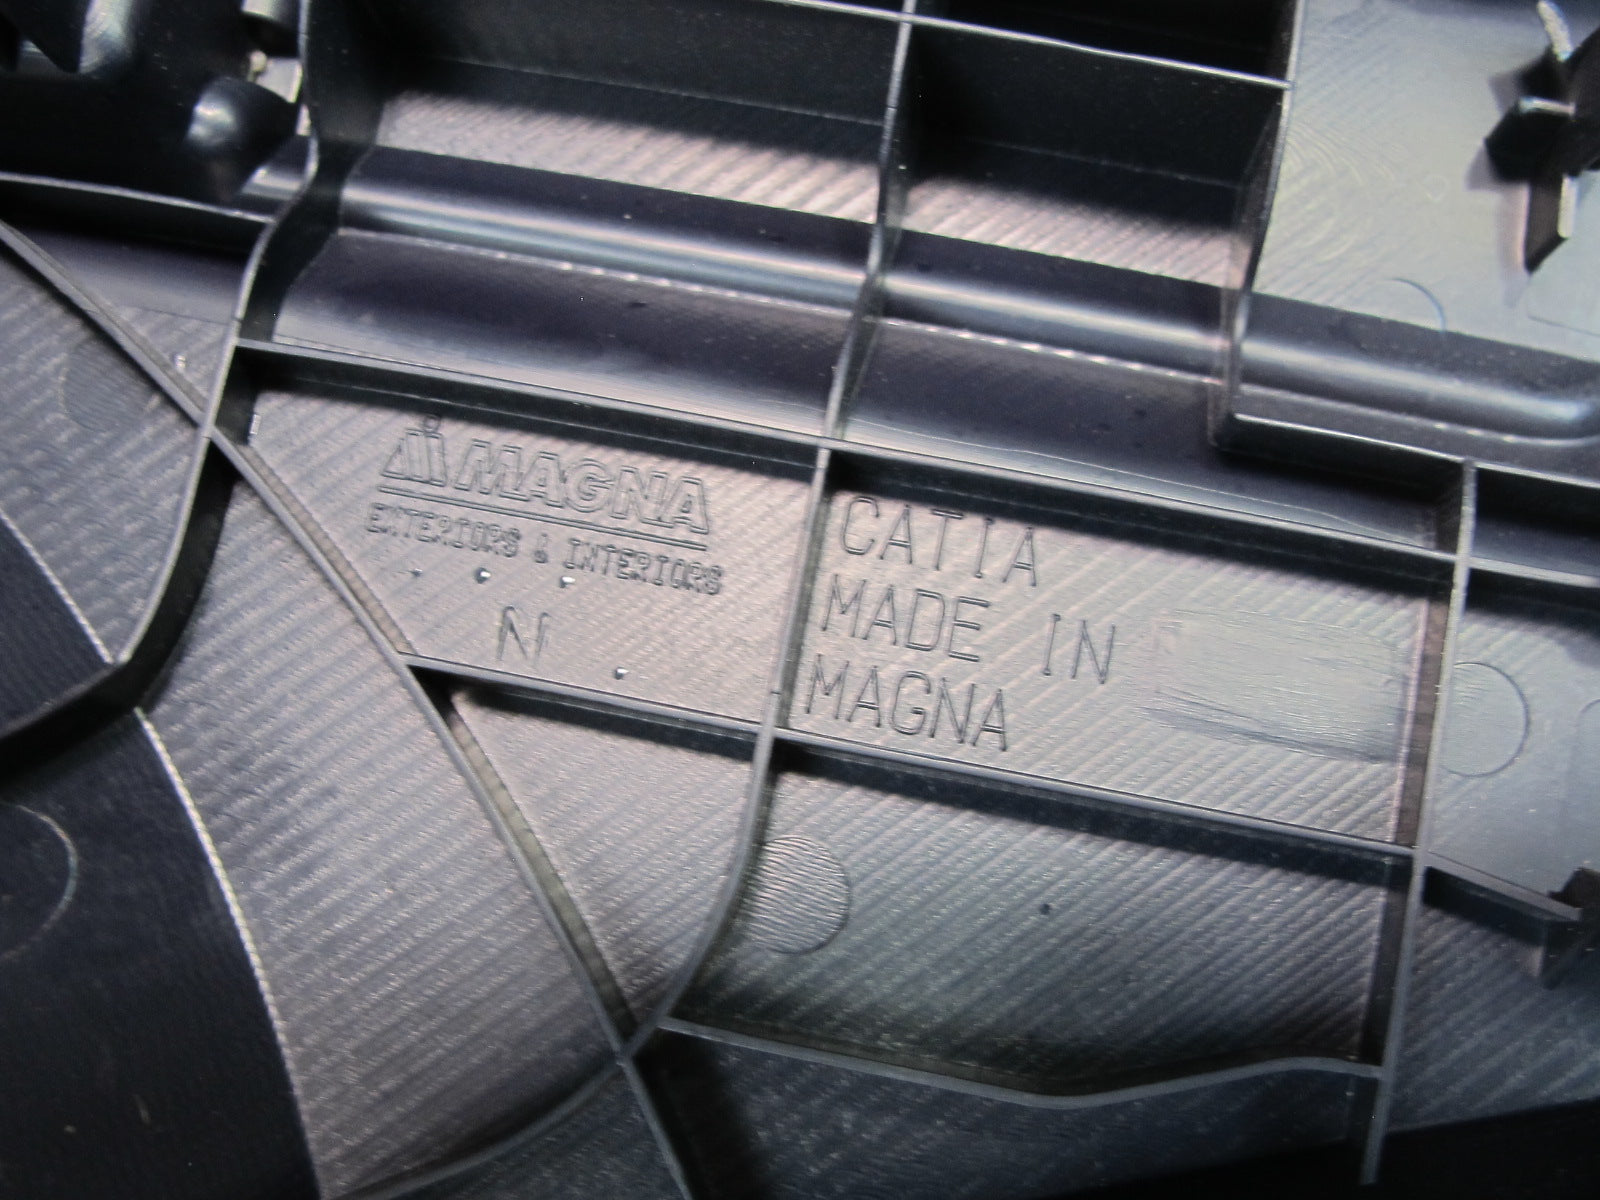 MAGNA
EXTERIORS & INTERIORS
N
CATIA
MADE IN
MAGNA